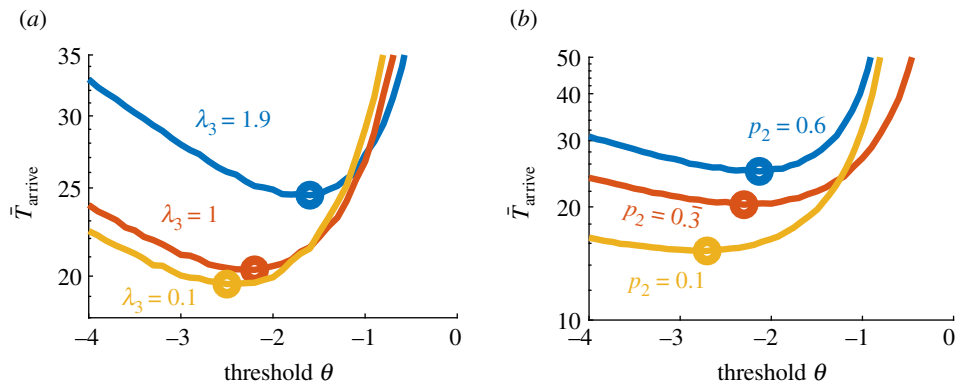 (a)
35
30
25
20
T̄arrive
λ3 = 1.9
λ3 = 1
λ3 = 0.1
–4 –3 –2 –1 0
threshold θ
(b)
50
40
30
20
10
T̄arrive
p2 = 0.6
p2 = 0.3̄
p2 = 0.1
–4 –3 –2 –1 0
threshold θ